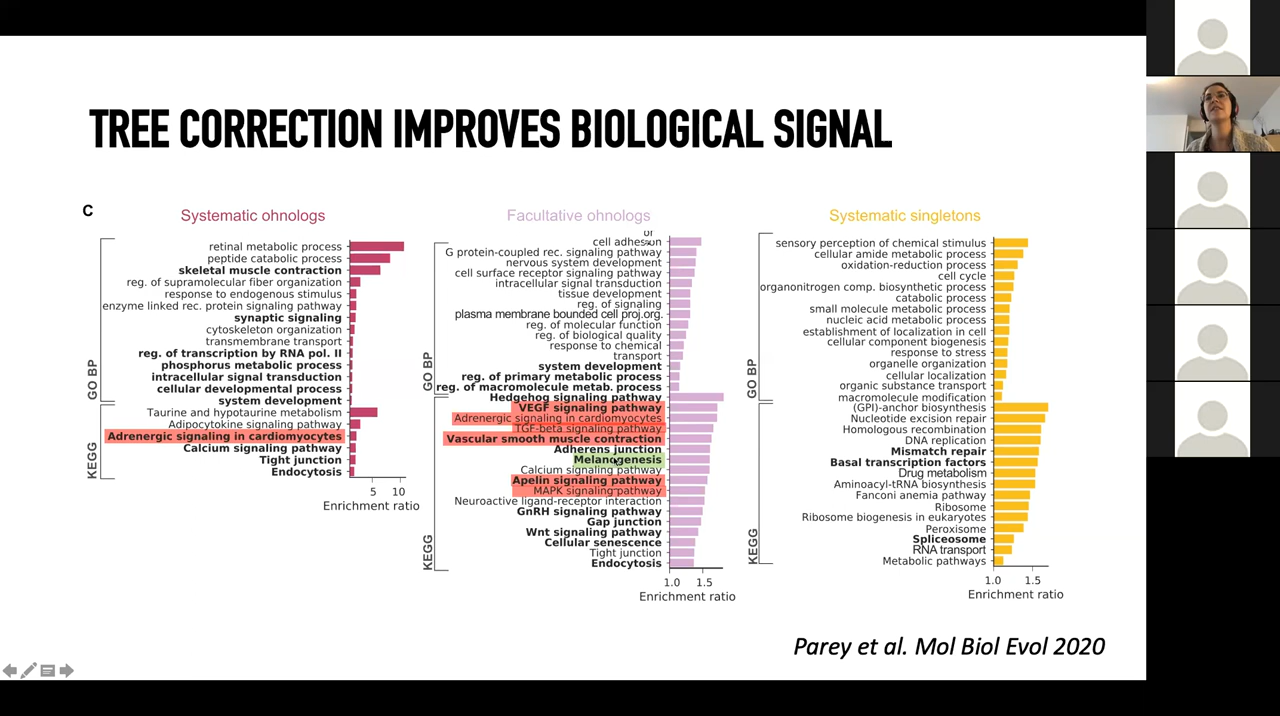 TREE CORRECTION IMPROVES BIOLOGICAL SIGNAL
C
Systematic ohnologs
GO BP
retinal metabolic process
peptide catabolic process
skeletal muscle contraction
reg. of supramolecular fiber organization
response to endogenous stimulus
enzyme linked rec. protein signaling pathway
synaptic signaling
cytoskeleton organization
transmembrane transport
reg. of transcription by RNA pol. II
phosphorus metabolic process
intracellular signal transduction
cellular developmental process
system development
KEGG
Taurine and hypotaurine metabolism
Adipocytokine signaling pathway
Adrenergic signaling in cardiomyocytes
Calcium signaling pathway
Tight junction
Endocytosis
5 10
Enrichment ratio
Facultative ohnologs
GO BP
cell adhesion
G protein-coupled rec. signaling pathway
nervous system development
cell surface receptor signaling pathway
intracellular signal transduction
tissue development
reg. of signaling
plasma membrane bounded cell proj.org.
reg. of molecular function
reg. of biological quality
response to chemical
transport
system development
reg. of primary metabolic process
reg. of macromolecule metab. process
KEGG
Hedgehog signaling pathway
VEGF signaling pathway
Adrenergic signaling in cardiomyocytes
TGF-beta signaling pathway
Vascular smooth muscle contraction
Adherens junction
Melanogenesis
Calcium signaling pathway
Apelin signaling pathway
MAPK signaling pathway
Neuroactive ligand-receptor interaction
GnRH signaling pathway
Gap junction
Wnt signaling pathway
Cellular senescence
Tight junction
Endocytosis
1.0 1.5
Enrichment ratio
Systematic singletons
GO BP
sensory perception of chemical stimulus
cellular amide metabolic process
oxidation-reduction process
cell cycle
organonitrogen comp. biosynthetic process
catabolic process
small molecule metabolic process
nucleic acid metabolic process
establishment of localization in cell
cellular component biogenesis
response to stress
organelle organization
cellular localization
organic substance transport
macromolecule modification
KEGG
(GPI)-anchor biosynthesis
Nucleotide excision repair
Homologous recombination
DNA replication
Mismatch repair
Basal transcription factors
Drug metabolism
Aminoacyl-tRNA biosynthesis
Fanconi anemia pathway
Ribosome
Ribosome biogenesis in eukaryotes
Peroxisome
Spliceosome
RNA transport
Metabolic pathways
1.0 1.5
Enrichment ratio
Parey et al. Mol Biol Evol 2020